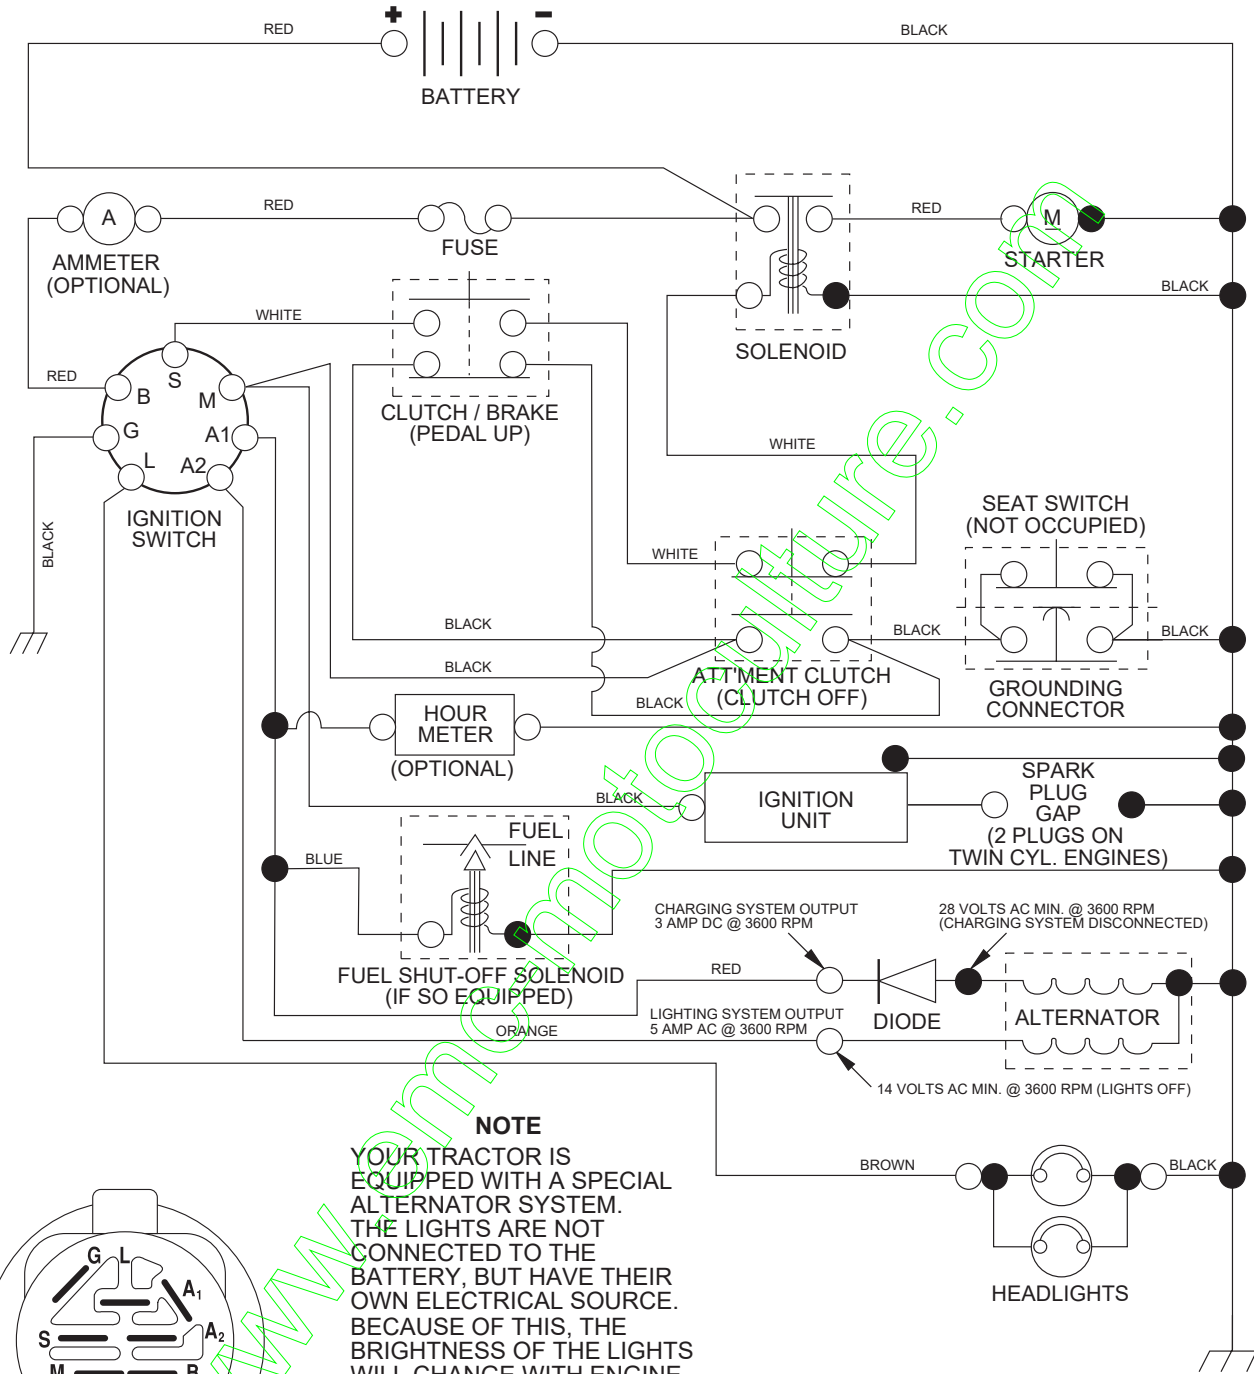 + −
RED
BLACK
BATTERY
A
RED
FUSE
RED
M
STARTER
AMMETER
(OPTIONAL)
BLACK
SOLENOID
WHITE
RED
S
B
M
G
A1
L
A2
IGNITION
SWITCH
CLUTCH / BRAKE
(PEDAL UP)
WHITE
BLACK
SEAT SWITCH
(NOT OCCUPIED)
WHITE
BLACK
BLACK
BLACK
BLACK
ATT'MENT CLUTCH
(CLUTCH OFF)
BLACK
GROUNDING
CONNECTOR
HOUR
METER
(OPTIONAL)
BLACK
IGNITION
UNIT
SPARK
PLUG
GAP
(2 PLUGS ON
TWIN CYL. ENGINES)
FUEL
LINE
BLUE
FUEL SHUT-OFF SOLENOID
(IF SO EQUIPPED)
CHARGING SYSTEM OUTPUT
3 AMP DC @ 3600 RPM
28 VOLTS AC MIN. @ 3600 RPM
(CHARGING SYSTEM DISCONNECTED)
RED
DIODE
ALTERNATOR
LIGHTING SYSTEM OUTPUT
5 AMP AC @ 3600 RPM
ORANGE
14 VOLTS AC MIN. @ 3600 RPM (LIGHTS OFF)
BROWN
BLACK
HEADLIGHTS
NOTE
YOUR TRACTOR IS
EQUIPPED WITH A SPECIAL
ALTERNATOR SYSTEM.
THE LIGHTS ARE NOT
CONNECTED TO THE
BATTERY, BUT HAVE THEIR
OWN ELECTRICAL SOURCE.
BECAUSE OF THIS, THE
BRIGHTNESS OF THE LIGHTS
WILL CHANGE WITH ENGINE
G L
A1
S
A2
M
B
www.emc-motoculture.com